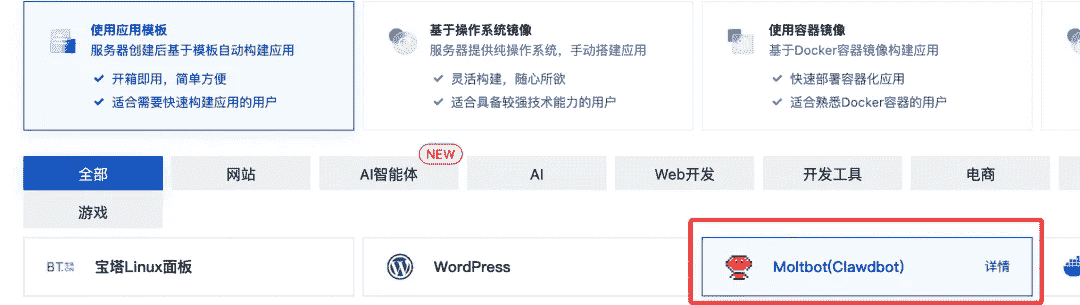 使用应用模板
服务器创建后基于模板自动构建应用
开箱即用，简单方便
适合需要快速构建应用的用户
基于操作系统镜像
服务器提供纯操作系统，手动搭建应用
灵活构建，随心所欲
适合具备较强技术能力的用户
使用容器镜像
基于Docker容器镜像构建应用
快速部署容器化应用
适合熟悉Docker容器的用户
全部
网站
AI智能体
NEW
AI
Web开发
开发工具
电商
游戏
宝塔Linux面板
WordPress
Moltbot(Clawdbot)
详情